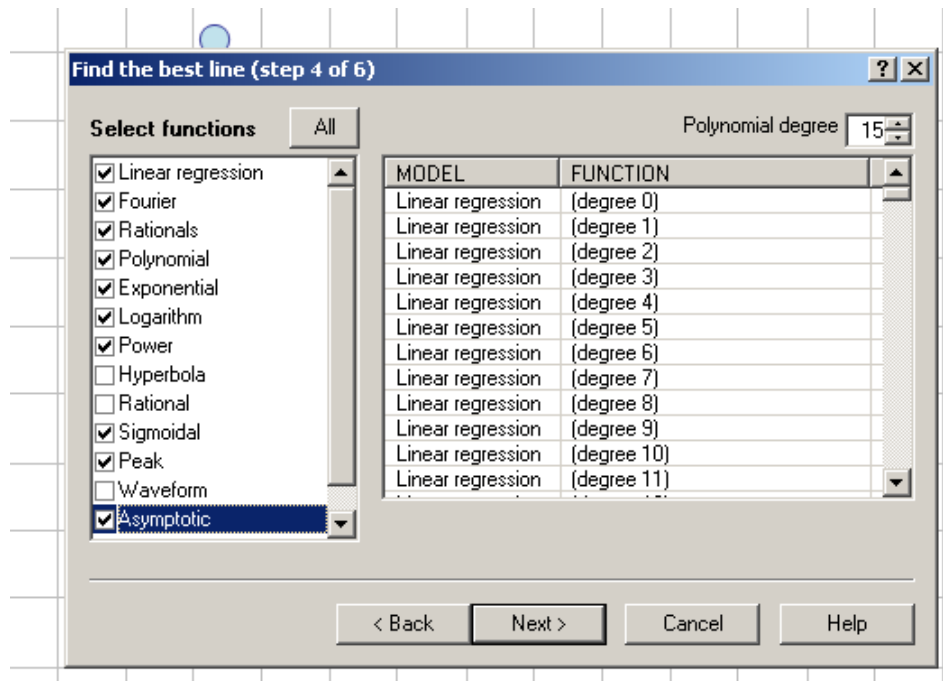 Find the best line (step 4 of 6)
Select functions
All
Polynomial degree 15
Linear regression
Fourier
Rationals
Polynomial
Exponential
Logarithm
Power
Hyperbola
Rational
Sigmoidal
Peak
Waveform
Asymptotic
MODEL FUNCTION
Linear regression (degree 0)
Linear regression (degree 1)
Linear regression (degree 2)
Linear regression (degree 3)
Linear regression (degree 4)
Linear regression (degree 5)
Linear regression (degree 6)
Linear regression (degree 7)
Linear regression (degree 8)
Linear regression (degree 9)
Linear regression (degree 10)
Linear regression (degree 11)
< Back Next > Cancel Help